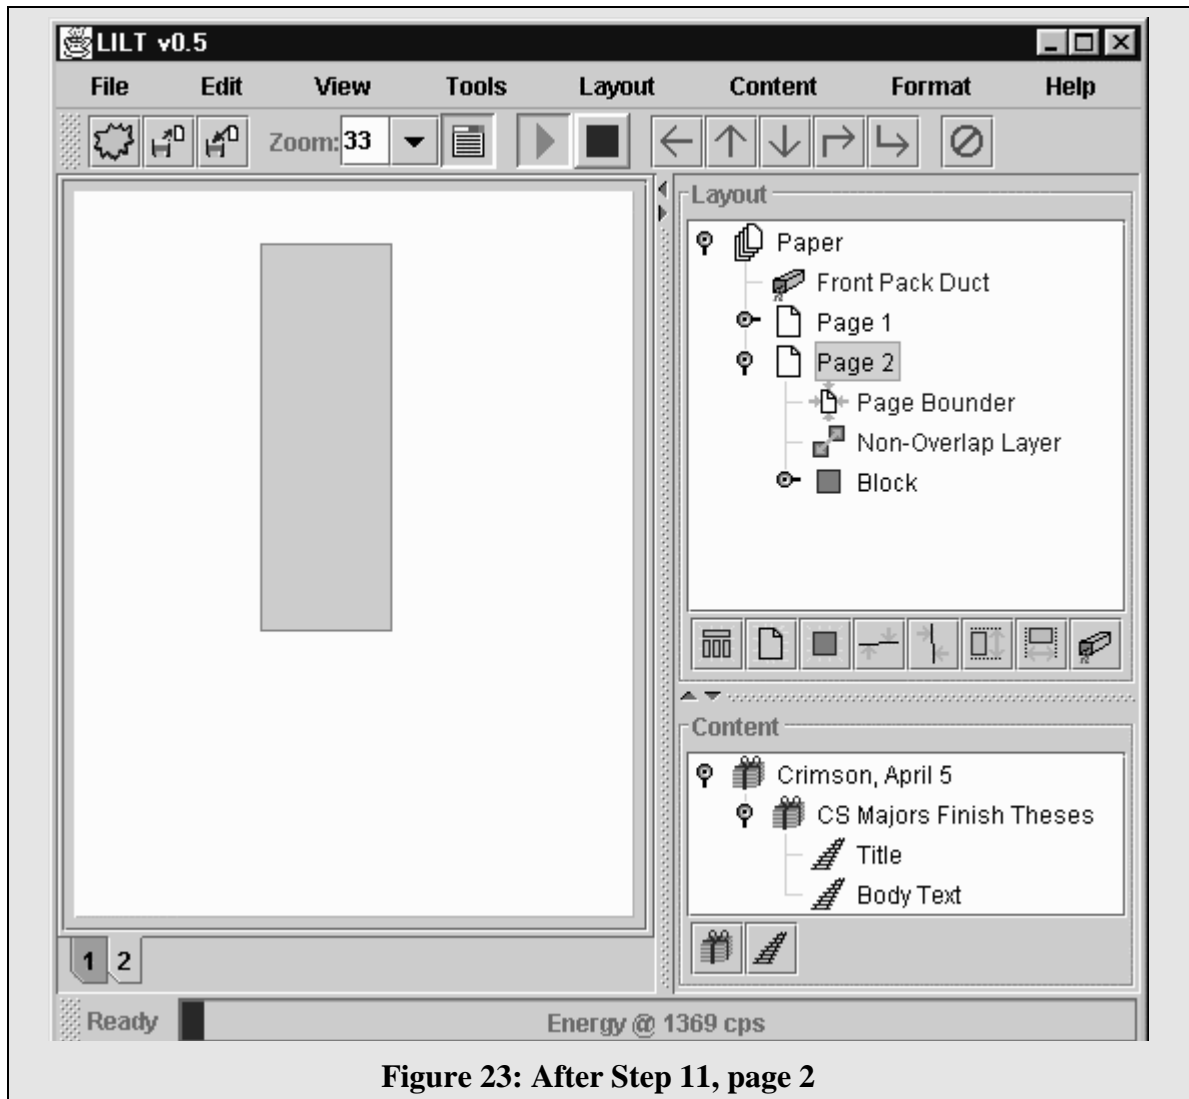 LILT v0.5
File Edit View Tools Layout Content Format Help
Zoom: 33
Layout
Paper
Front Pack Duct
Page 1
Page 2
Page Bounder
Non-Overlap Layer
Block
Content
Crimson, April 5
CS Majors Finish Theses
Title
Body Text
1 2
Ready Energy @ 1369 cps
Figure 23: After Step 11, page 2